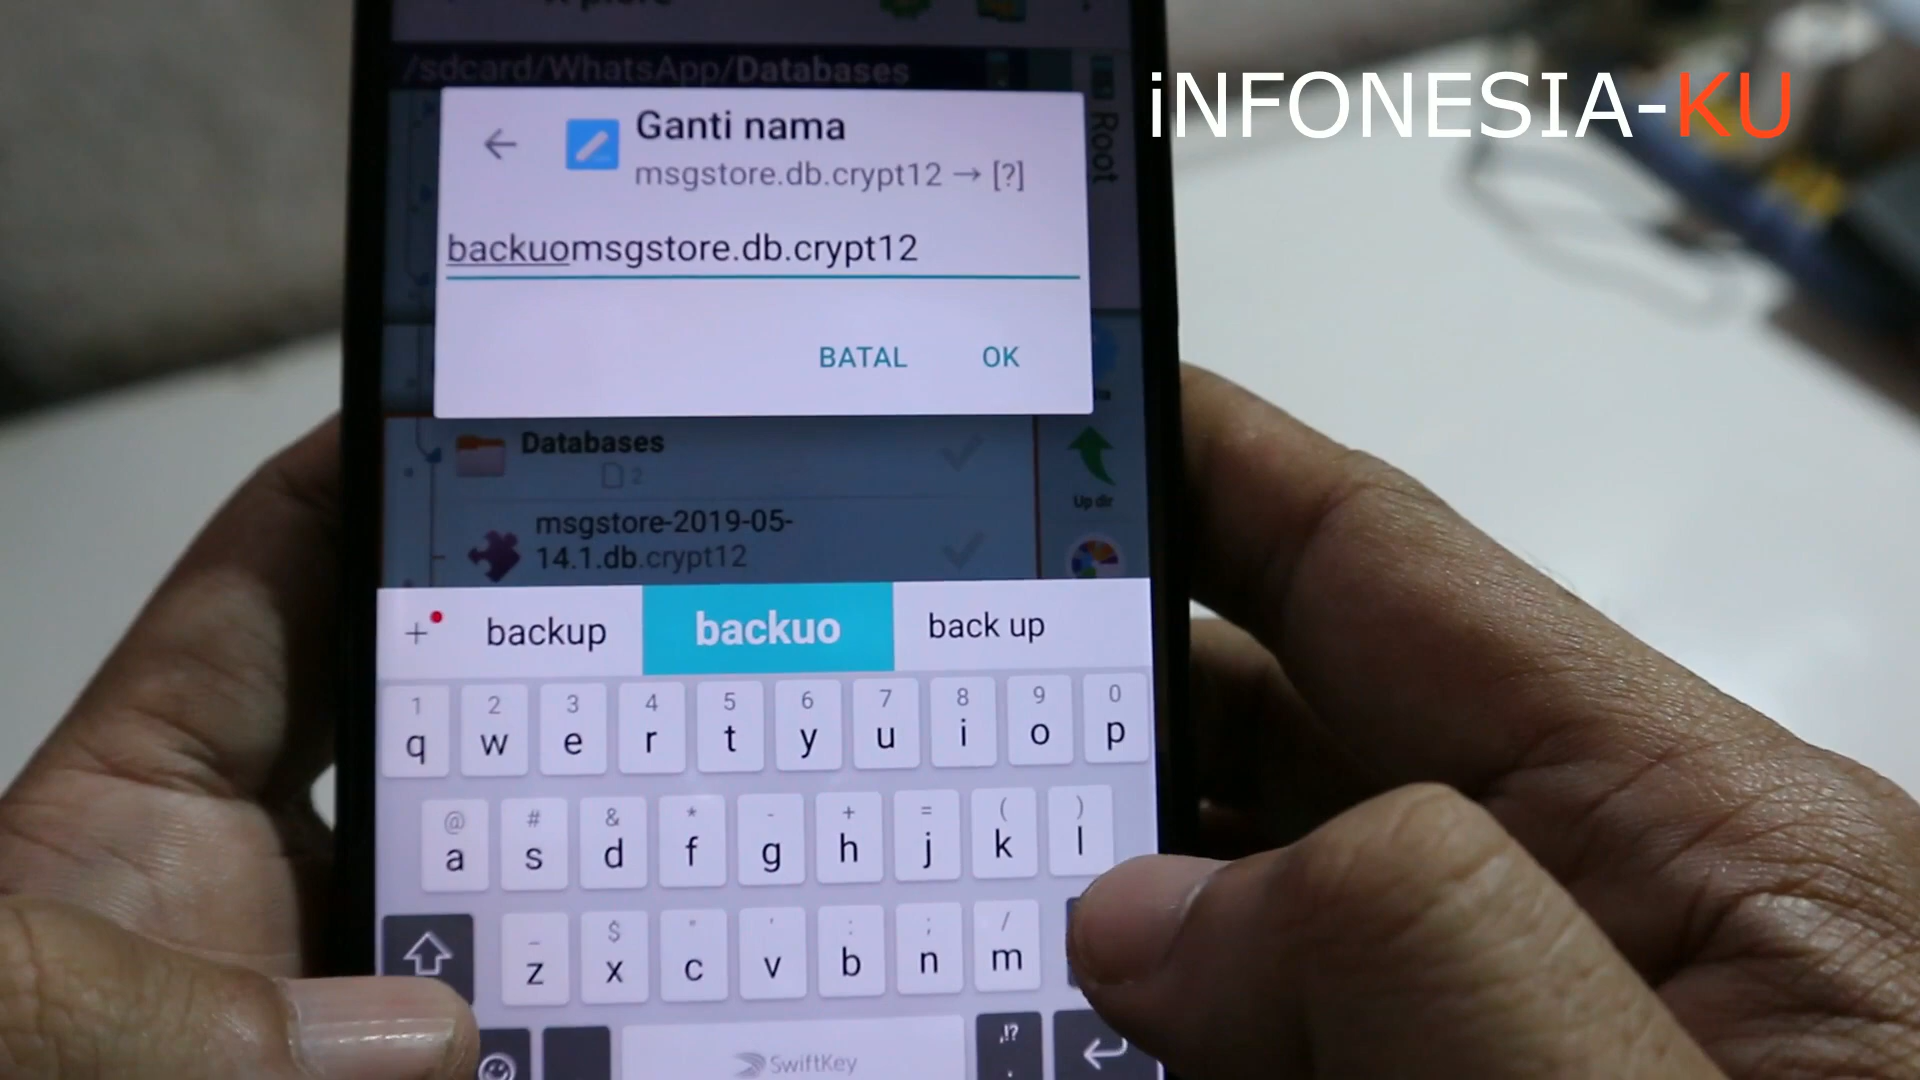 /sdcard/WhatsApp/Databases
iNFONESIA-KU
Root
Ganti nama
msgstore.db.crypt12 → [?]
backuomsgstore.db.crypt12
BATAL OK
Databases
2
Up dir
msgstore-2019-05-
14.1.db.crypt12
+ backup backuo back up
1 2 3 4 5 6 7 8 9 0
q w e r t y u i o p
@ # & * - + = ( )
a s d f g h j k l
_ $ " ' : ; /
z x c v b n m
,!?
SwiftKey .